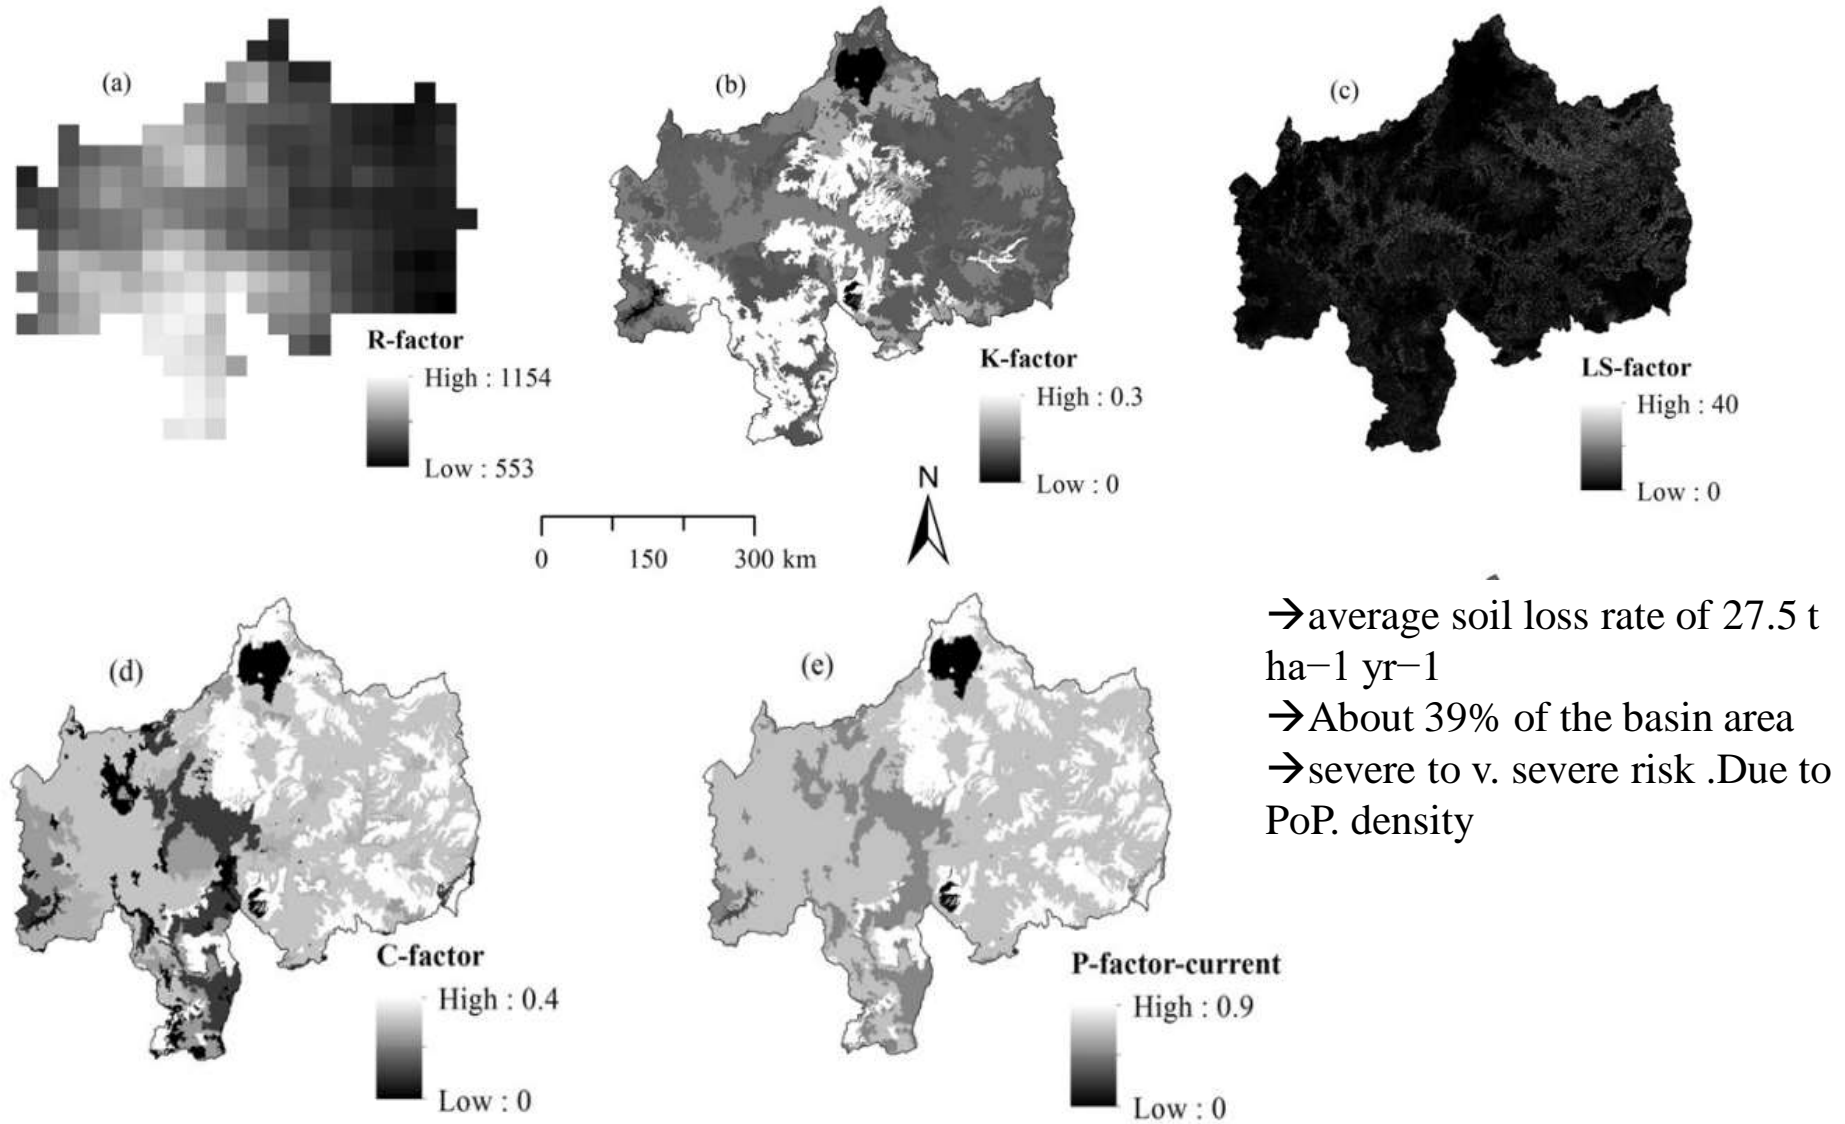 (a)
R-factor
High : 1154
Low : 553
(b)
K-factor
High : 0.3
Low : 0
(c)
LS-factor
High : 40
Low : 0
N
0 150 300 km
(d)
C-factor
High : 0.4
Low : 0
(e)
P-factor-current
High : 0.9
Low : 0
→average soil loss rate of 27.5 t
ha−1 yr−1
→About 39% of the basin area
→severe to v. severe risk .Due to
PoP. density